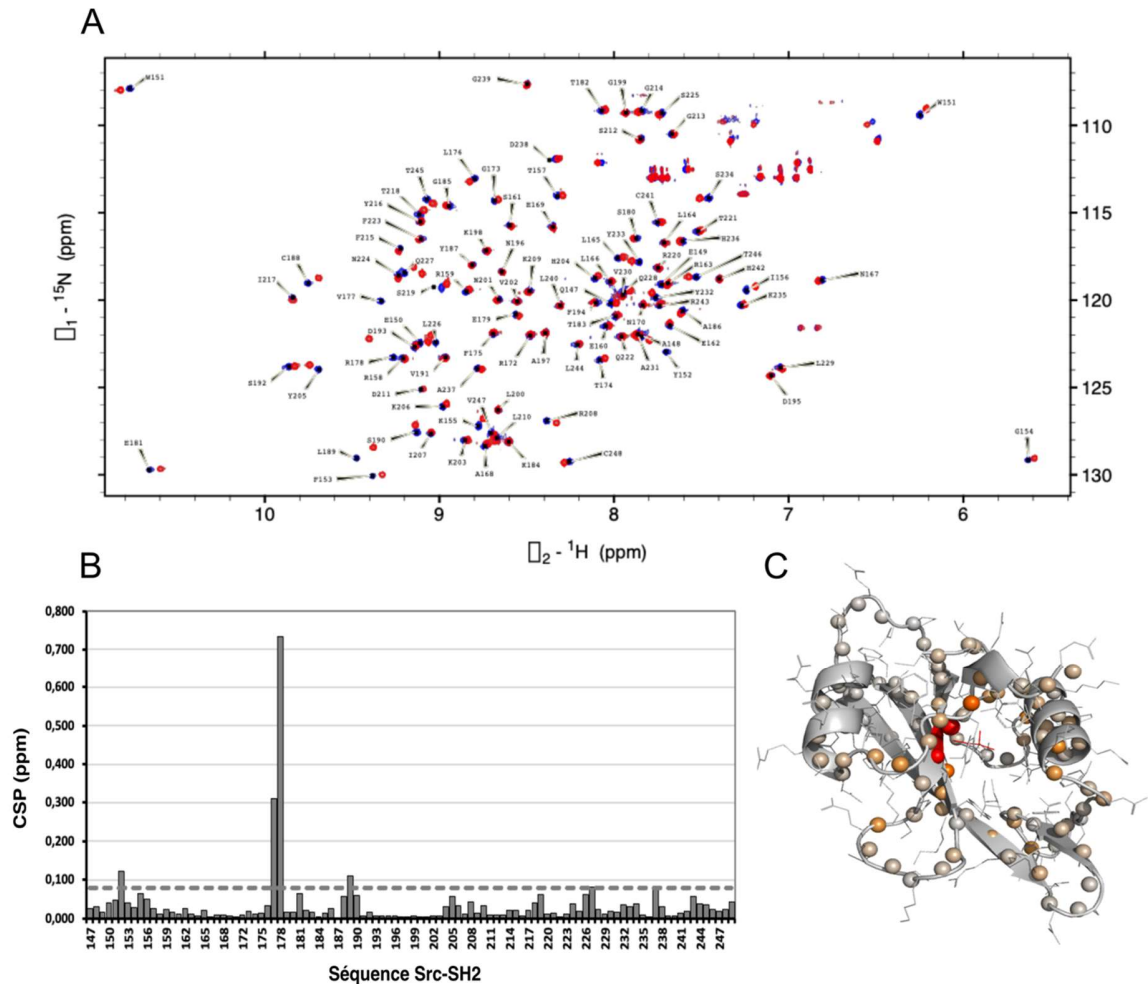 A
W151
G239
T182
G199
G214
S225
G213
S212
W151
110
D238
L174
G173
T157
T245
G185
T218
S161
S234
Y216
E169
C241
L164
T221
115
F223
K198
S180
H236
F215
Y187
N196
L165
Y233
R220
E149
T246
N224
Q227
K209
H204
L166
V230
R163
H242
C188
R159
N201
L240
Q147
Q228
Y232
I156
N167
I217
S219
V202
R243
K235
120
V177
E179
F194
N170
A186
E150
L226
T183
A148
K162
D193
E160
R178
F175
R172
A197
Q222
A231
Y152
R158
V191
L244
S192
A237
T174
L229
Y205
D211
L200
D195
125
K206
V247
K155
L210
R208
S190
G154
E181
L189
I207
K203
K184
C248
F153
A168
130
10
9
8
7
6
□1 - 15N (ppm)
□2 - 1H (ppm)
B
C
0,800
0,700
0,600
0,500
0,400
0,300
0,200
0,100
0,000
CSP (ppm)
147 150 153 156 159 162 165 168 172 175 178 181 184 187 190 193 196 199 202 205 208 211 214 217 220 223 226 229 232 235 238 241 244 247
Séquence Src-SH2